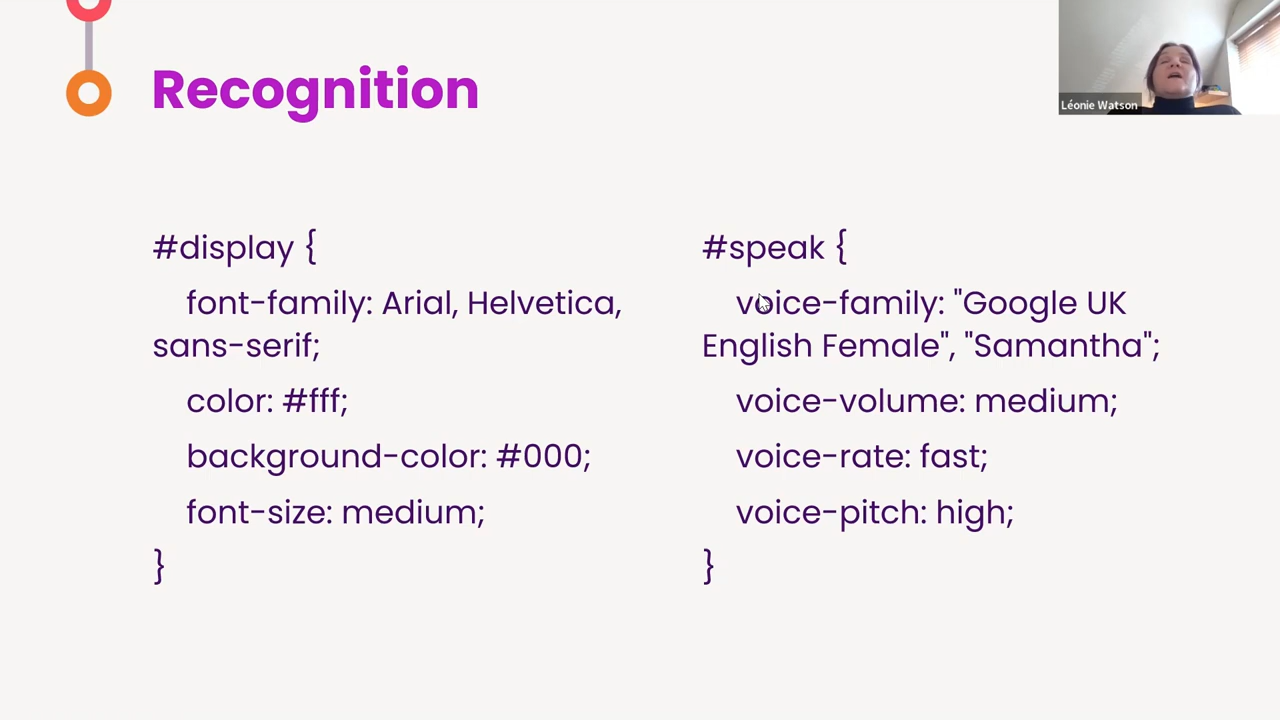 Recognition
Léonie Watson
#display {
font-family: Arial, Helvetica,
sans-serif;
color: #fff;
background-color: #000;
font-size: medium;
}
#speak {
voice-family: "Google UK
English Female", "Samantha";
voice-volume: medium;
voice-rate: fast;
voice-pitch: high;
}